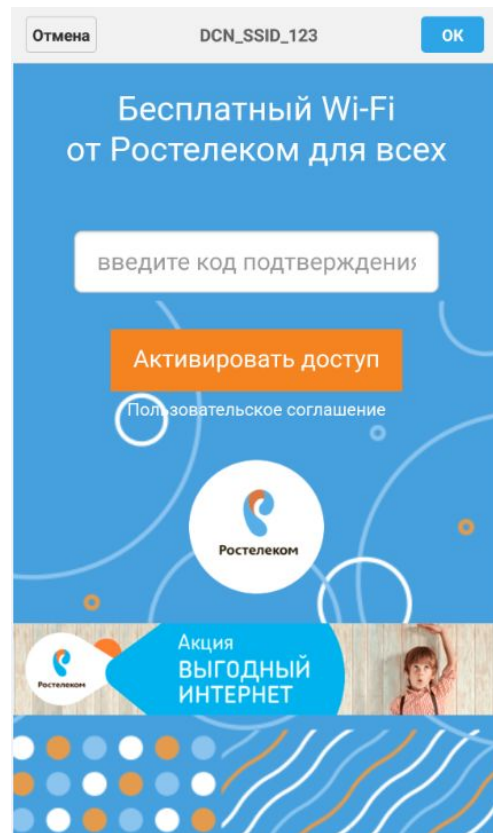 Отмена DCN_SSID_123 ОК
Бесплатный Wi-Fi
от Ростелеком для всех
введите код подтверждения
Активировать доступ
Пользовательское соглашение
Ростелеком
Ростелеком
Акция
ВЫГОДНЫЙ
ИНТЕРНЕТ